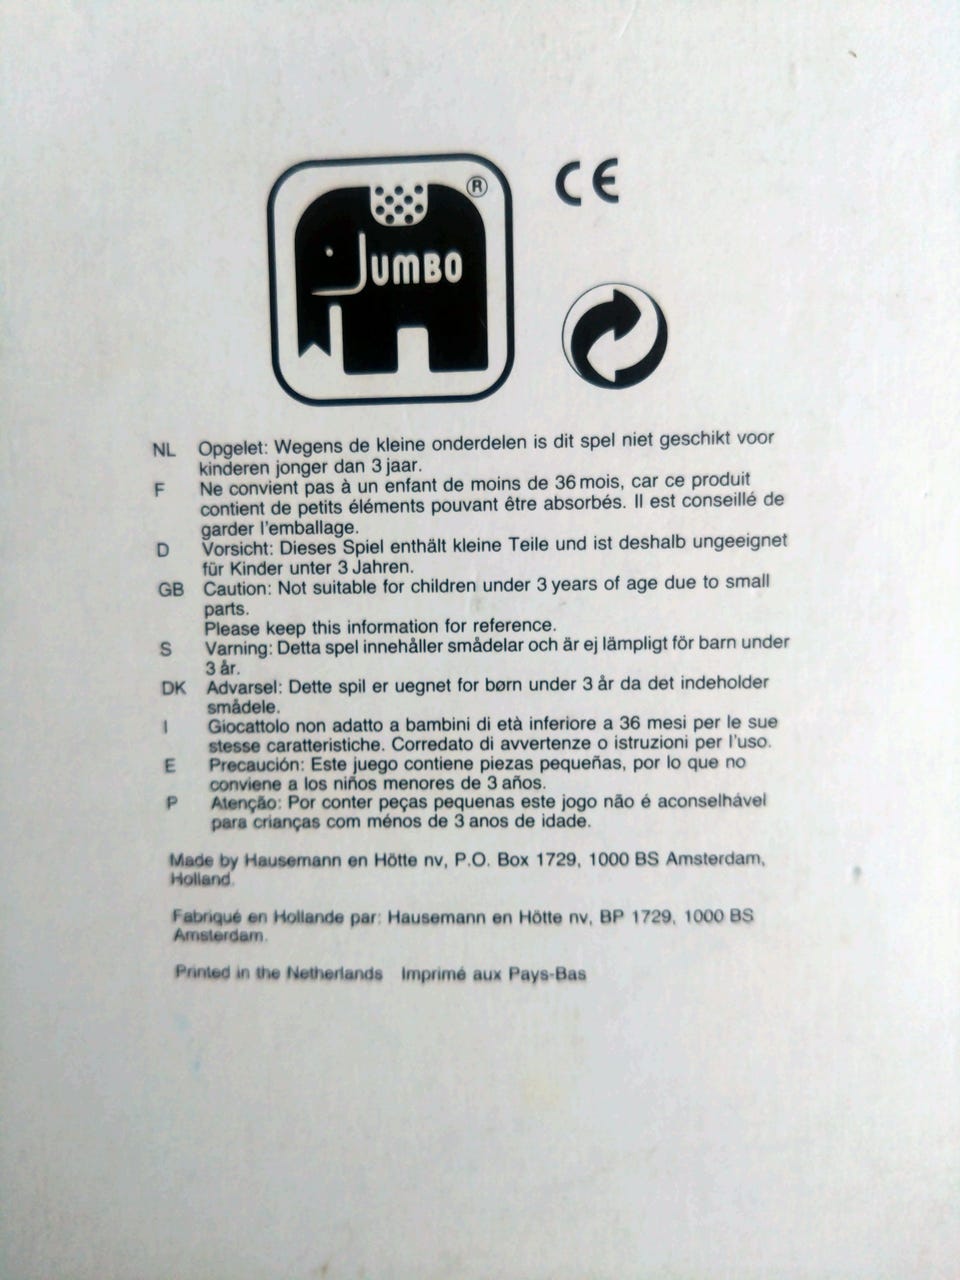 JUMBO ®
CE
NL Opgelet: Wegens de kleine onderdelen is dit spel niet geschikt voor
kinderen jonger dan 3 jaar.
F Ne convient pas à un enfant de moins de 36 mois, car ce produit
contient de petits éléments pouvant être absorbés. Il est conseillé de
garder l'emballage.
D Vorsicht: Dieses Spiel enthält kleine Teile und ist deshalb ungeeignet
für Kinder unter 3 Jahren.
GB Caution: Not suitable for children under 3 years of age due to small
parts.
Please keep this information for reference.
S Varning: Detta spel innehåller smådelar och är ej lämpligt för barn under
3 år.
DK Advarsel: Dette spil er uegnet for børn under 3 år da det indeholder
smådele.
I Giocattolo non adatto a bambini di età inferiore a 36 mesi per le sue
stesse caratteristiche. Corredato di avvertenze o istruzioni per l'uso.
E Precaución: Este juego contiene piezas pequeñas, por lo que no
conviene a los niños menores de 3 años.
P Atenção: Por conter peças pequenas este jogo não é aconselhável
para crianças com ménos de 3 anos de idade.
Made by Hausemann en Hötte nv, P.O. Box 1729, 1000 BS Amsterdam,
Holland.
Fabriqué en Hollande par: Hausemann en Hötte nv, BP 1729, 1000 BS
Amsterdam.
Printed in the Netherlands Imprimé aux Pays-Bas